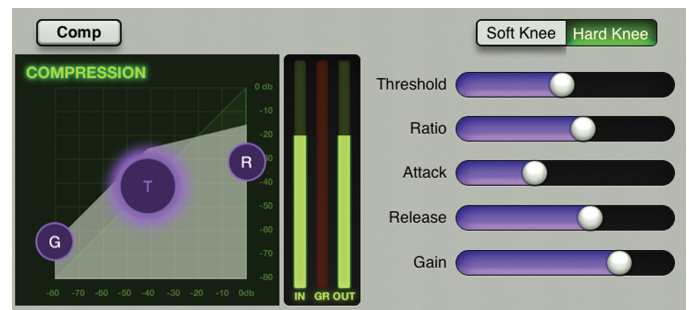 Comp
Soft Knee Hard Knee
COMPRESSION
0 db
-10
-20
-30
-40
-50
-60
-70
-80
-80 -70 -60 -50 -40 -30 -20 -10 0db
G
T
R
IN GR OUT
Threshold
Ratio
Attack
Release
Gain